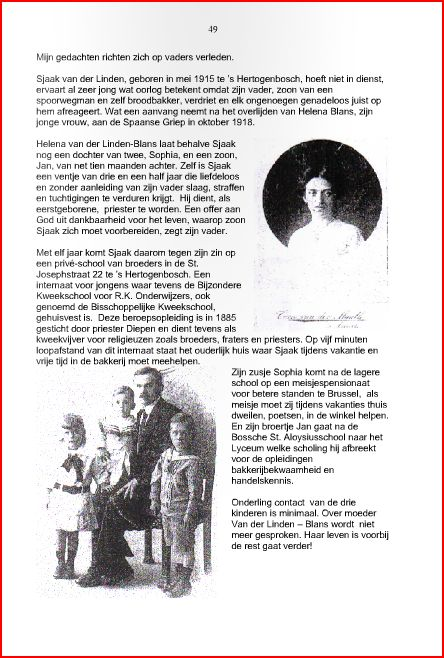 49
Mijn gedachten richten zich op vaders verleden.
Sjaak van der Linden, geboren in mei 1915 te 's Hertogenbosch, hoeft niet in dienst,
ervaart al zeer jong wat oorlog betekent omdat zijn vader, zoon van een
spoorwegman en zelf broodbakker, verdriet en elk ongenoegen genadeloos juist op
hem afreageert. Wat een aanvang neemt na het overlijden van Helena Blans, zijn
jonge vrouw, aan de Spaanse Griep in oktober 1918.
Helena van der Linden-Blans laat behalve Sjaak
nog een dochter van twee, Sophia, en een zoon,
Jan, van net tien maanden achter. Zelf is Sjaak
een ventje van drie en een half jaar die liefdeloos
en zonder aanleiding van zijn vader slaag, straffen
en tuchtigingen te verduren krijgt.  Hij dient, als
eerstgeborene,  priester te worden. Een offer aan
God uit dankbaarheid voor het leven, waarop zoon
Sjaak zich moet voorbereiden, zegt zijn vader.
Met elf jaar komt Sjaak daarom tegen zijn zin op
een privé-school van broeders in de St.
Josephstraat 22 te 's Hertogenbosch. Een
internaat voor jongens waar tevens de Bijzondere
Kweekschool voor R.K. Onderwijzers, ook
genoemd de Bisschoppelijke Kweekschool,
gehuisvest is.  Deze beroepsopleiding is in 1885
gesticht door priester Diepen en dient tevens als
kweekvijver voor religieuzen zoals broeders, fraters en priesters. Op vijf minuten
loopafstand van dit internaat staat het ouderlijk huis waar Sjaak tijdens vakantie en
vrije tijd in de bakkerij moet meehelpen.
Zijn zusje Sophia komt na de lagere
school op een meisjespensionaat
voor betere standen te Brussel,  als
meisje moet zij tijdens vakanties thuis
dweilen, poetsen, in de winkel helpen.
En zijn broertje Jan gaat na de
Bossche St. Aloysiusschool naar het
Lyceum welke scholing hij afbreekt
voor de opleidingen
bakkerijbekwaamheid en
handelskennis.
Onderling contact  van de drie
kinderen is minimaal. Over moeder
Van der Linden – Blans wordt  niet
meer gesproken. Haar leven is voorbij
de rest gaat verder!